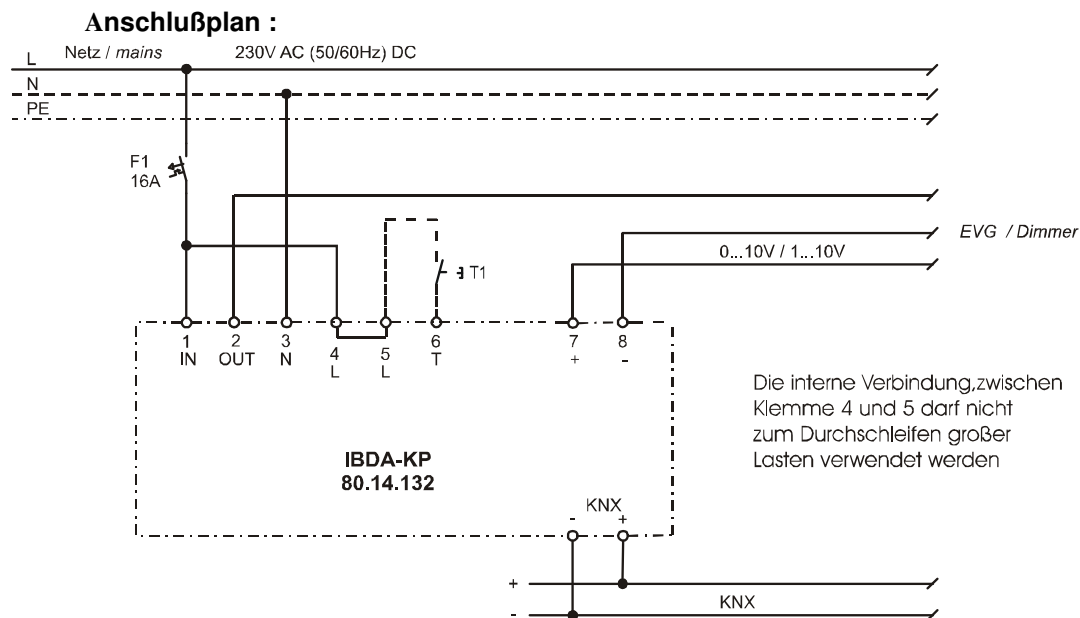 Anschlußplan :
L Netz / mains 230V AC (50/60Hz) DC
N
PE
F1
16A
T1
EVG / Dimmer
0...10V / 1...10V
1 2 3 4 5 6 7 8
IN OUT N L L T + -
Die interne Verbindung,zwischen
Klemme 4 und 5 darf nicht
zum Durchschleifen großer
Lasten verwendet werden
IBDA-KP
80.14.132
KNX
- +
+
KNX
-